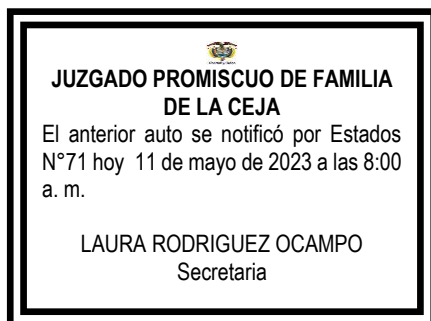 JUZGADO PROMISCUO DE FAMILIA
DE LA CEJA
El anterior auto se notificó por Estados
N°71 hoy 11 de mayo de 2023 a las 8:00
a. m.
LAURA RODRIGUEZ OCAMPO
Secretaria